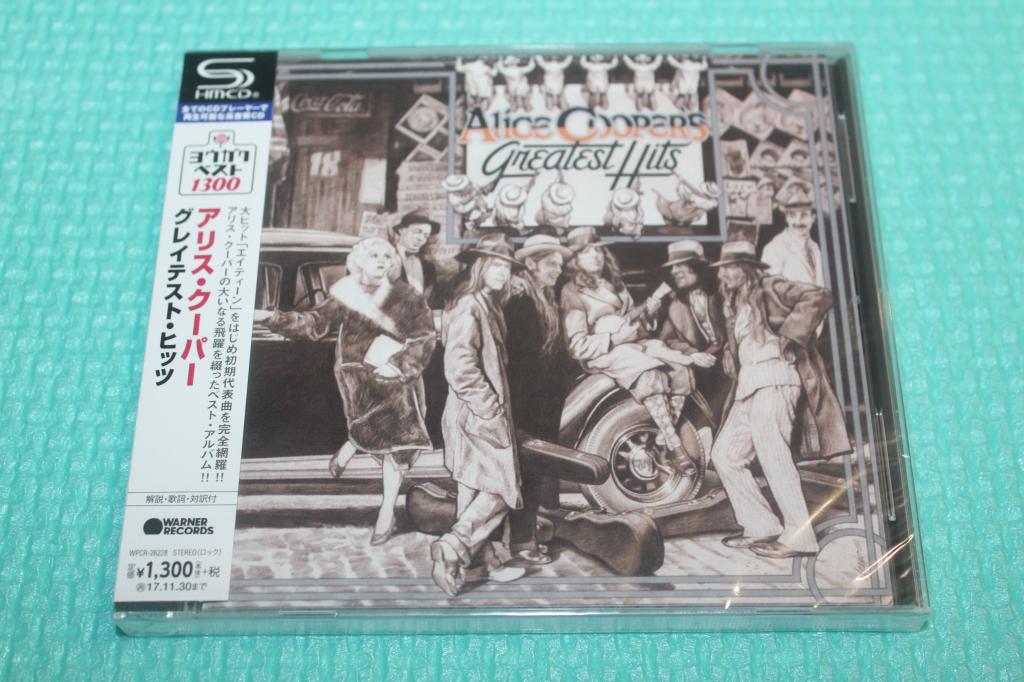 SHM-CD®
全てのCDプレーヤーで
再生可能な高音質CD
ヨウガク
ベスト
1300
大ヒット「エイティーン」をはじめ初期代表曲を完全網羅!!
アリス・クーパーの大いなる飛躍を綴ったベスト・アルバム!!
アリス・クーパー
グレイテスト・ヒッツ
解説・歌詞・対訳付
WARNER
RECORDS
WPCR-26228 STEREO(ロック)
定価¥1,300(本体)+税
17.11.30まで
Coca-Cola
18
Alice Cooper's
Greatest Hits